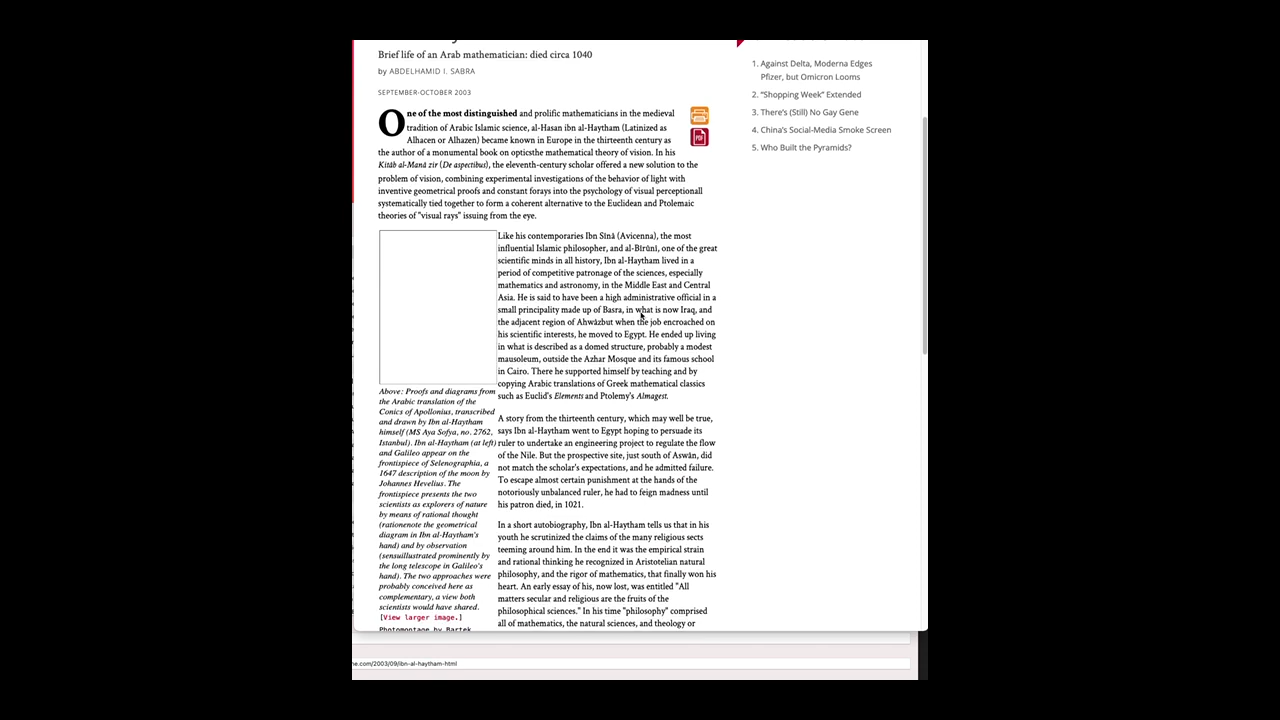 Brief life of an Arab mathematician: died circa 1040
by ABDELHAMID I. SABRA
SEPTEMBER-OCTOBER 2003
One of the most distinguished and prolific mathematicians in the medieval
tradition of Arabic Islamic science, al-Hasan ibn al-Haytham (Latinized as
Alhacen or Alhazen) became known in Europe in the thirteenth century as
the author of a monumental book on opticsthe mathematical theory of vision. In his
Kitāb al-Manā zir (De aspectibus), the eleventh-century scholar offered a new solution to the
problem of vision, combining experimental investigations of the behavior of light with
inventive geometrical proofs and constant forays into the psychology of visual perceptionall
systematically tied together to form a coherent alternative to the Euclidean and Ptolemaic
theories of "visual rays" issuing from the eye.
PDF
Above: Proofs and diagrams from
the Arabic translation of the
Conics of Apollonius, transcribed
and drawn by Ibn al-Haytham
himself (MS Aya Sofya, no. 2762,
Istanbul). Ibn al-Haytham (at left)
and Galileo appear on the
frontispiece of Selenographia, a
1647 description of the moon by
Johannes Hevelius. The
frontispiece presents the two
scientists as explorers of nature
by means of rational thought
(rationenote the geometrical
diagram in Ibn al-Haytham's
hand) and by observation
(sensuillustrated prominently by
the long telescope in Galileo's
hand). The two approaches were
probably conceived here as
complementary, a view both
scientists would have shared.
[View larger image.]
Photomontage by Bartek
Like his contemporaries Ibn Sīnā (Avicenna), the most
influential Islamic philosopher, and al-Bīrūnī, one of the great
scientific minds in all history, Ibn al-Haytham lived in a
period of competitive patronage of the sciences, especially
mathematics and astronomy, in the Middle East and Central
Asia. He is said to have been a high administrative official in a
small principality made up of Basra, in what is now Iraq, and
the adjacent region of Ahwāzbut when the job encroached on
his scientific interests, he moved to Egypt. He ended up living
in what is described as a domed structure, probably a modest
mausoleum, outside the Azhar Mosque and its famous school
in Cairo. There he supported himself by teaching and by
copying Arabic translations of Greek mathematical classics
such as Euclid's Elements and Ptolemy's Almagest.
A story from the thirteenth century, which may well be true,
says Ibn al-Haytham went to Egypt hoping to persuade its
ruler to undertake an engineering project to regulate the flow
of the Nile. But the prospective site, just south of Aswān, did
not match the scholar's expectations, and he admitted failure.
To escape almost certain punishment at the hands of the
notoriously unbalanced ruler, he had to feign madness until
his patron died, in 1021.
In a short autobiography, Ibn al-Haytham tells us that in his
youth he scrutinized the claims of the many religious sects
teeming around him. In the end it was the empirical strain
and rational thinking he recognized in Aristotelian natural
philosophy, and the rigor of mathematics, that finally won his
heart. An early essay of his, now lost, was entitled "All
matters secular and religious are the fruits of the
philosophical sciences." In his time "philosophy" comprised
all of mathematics, the natural sciences, and theology or
1. Against Delta, Moderna Edges
Pfizer, but Omicron Looms
2. “Shopping Week” Extended
3. There’s (Still) No Gay Gene
4. China’s Social-Media Smoke Screen
5. Who Built the Pyramids?
ne.com/2003/09/ibn-al-haytham-html